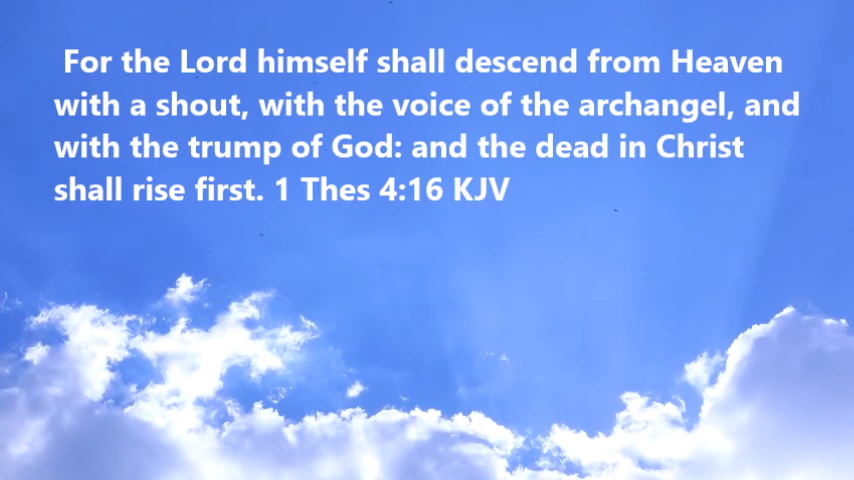 For the Lord himself shall descend from Heaven
with a shout, with the voice of the archangel, and
with the trump of God: and the dead in Christ
shall rise first. 1 Thes 4:16 KJV